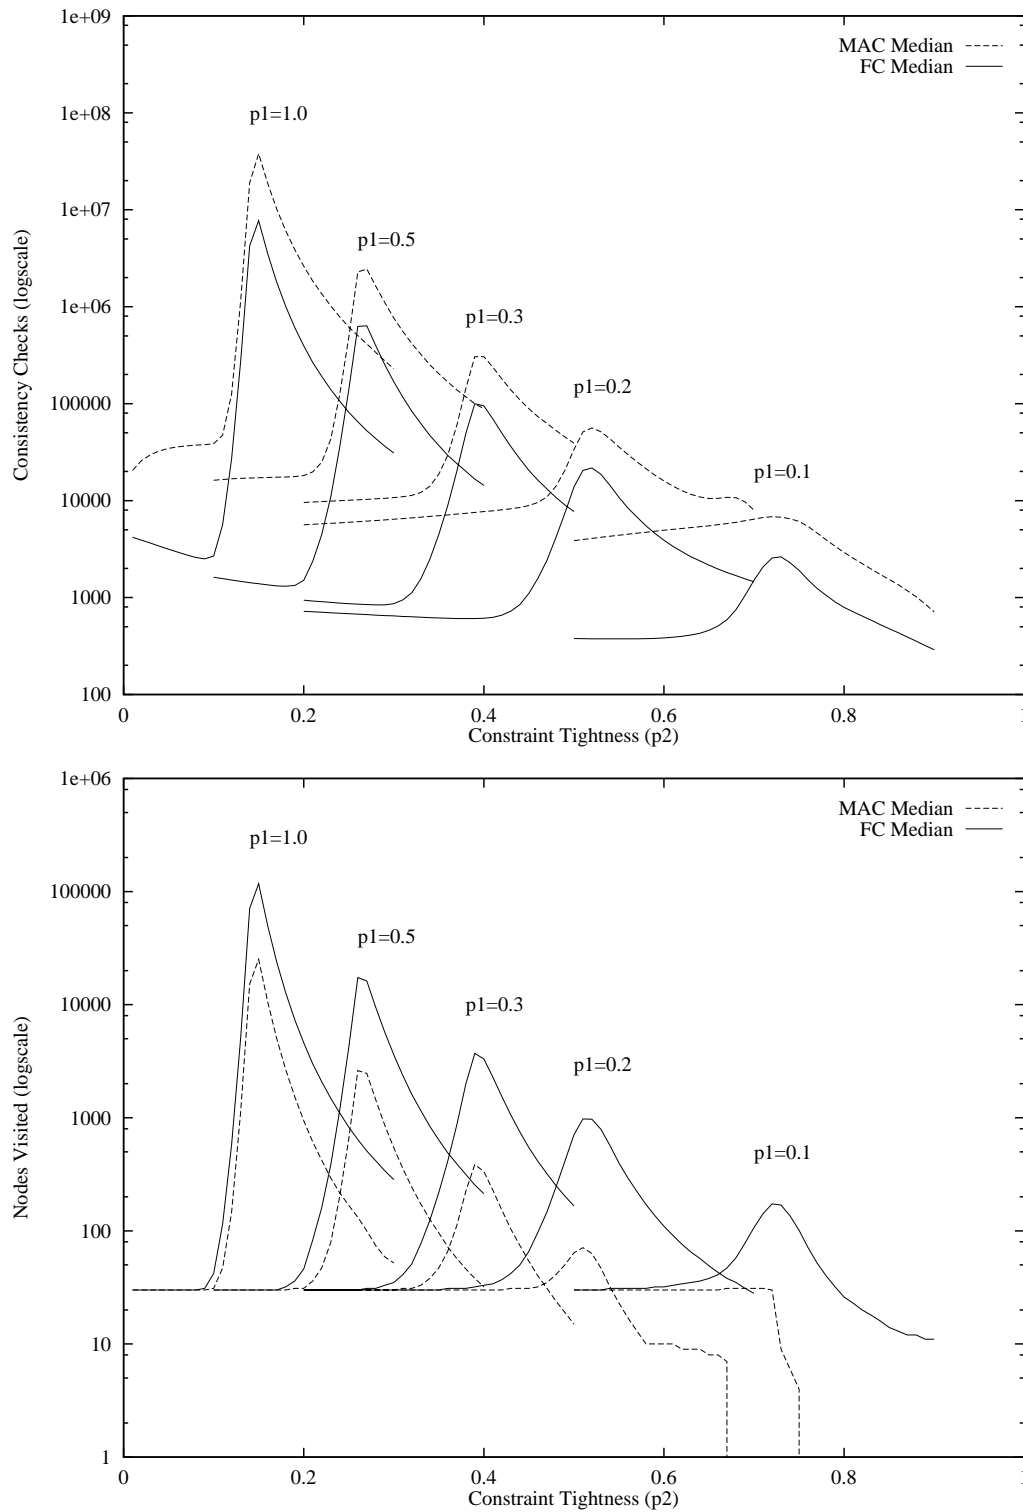 1e+09
MAC Median
FC Median
1e+08
p1=1.0
1e+07
p1=0.5
Consistency Checks (logscale)
1e+06
p1=0.3
100000
p1=0.2
10000
p1=0.1
1000
100
0 0.2 0.4 0.6 0.8 1
Constraint Tightness (p2)
1e+06
MAC Median
FC Median
p1=1.0
100000
p1=0.5
10000
p1=0.3
Nodes Visited (logscale)
p1=0.2
1000
p1=0.1
100
10
1
0 0.2 0.4 0.6 0.8 1
Constraint Tightness (p2)